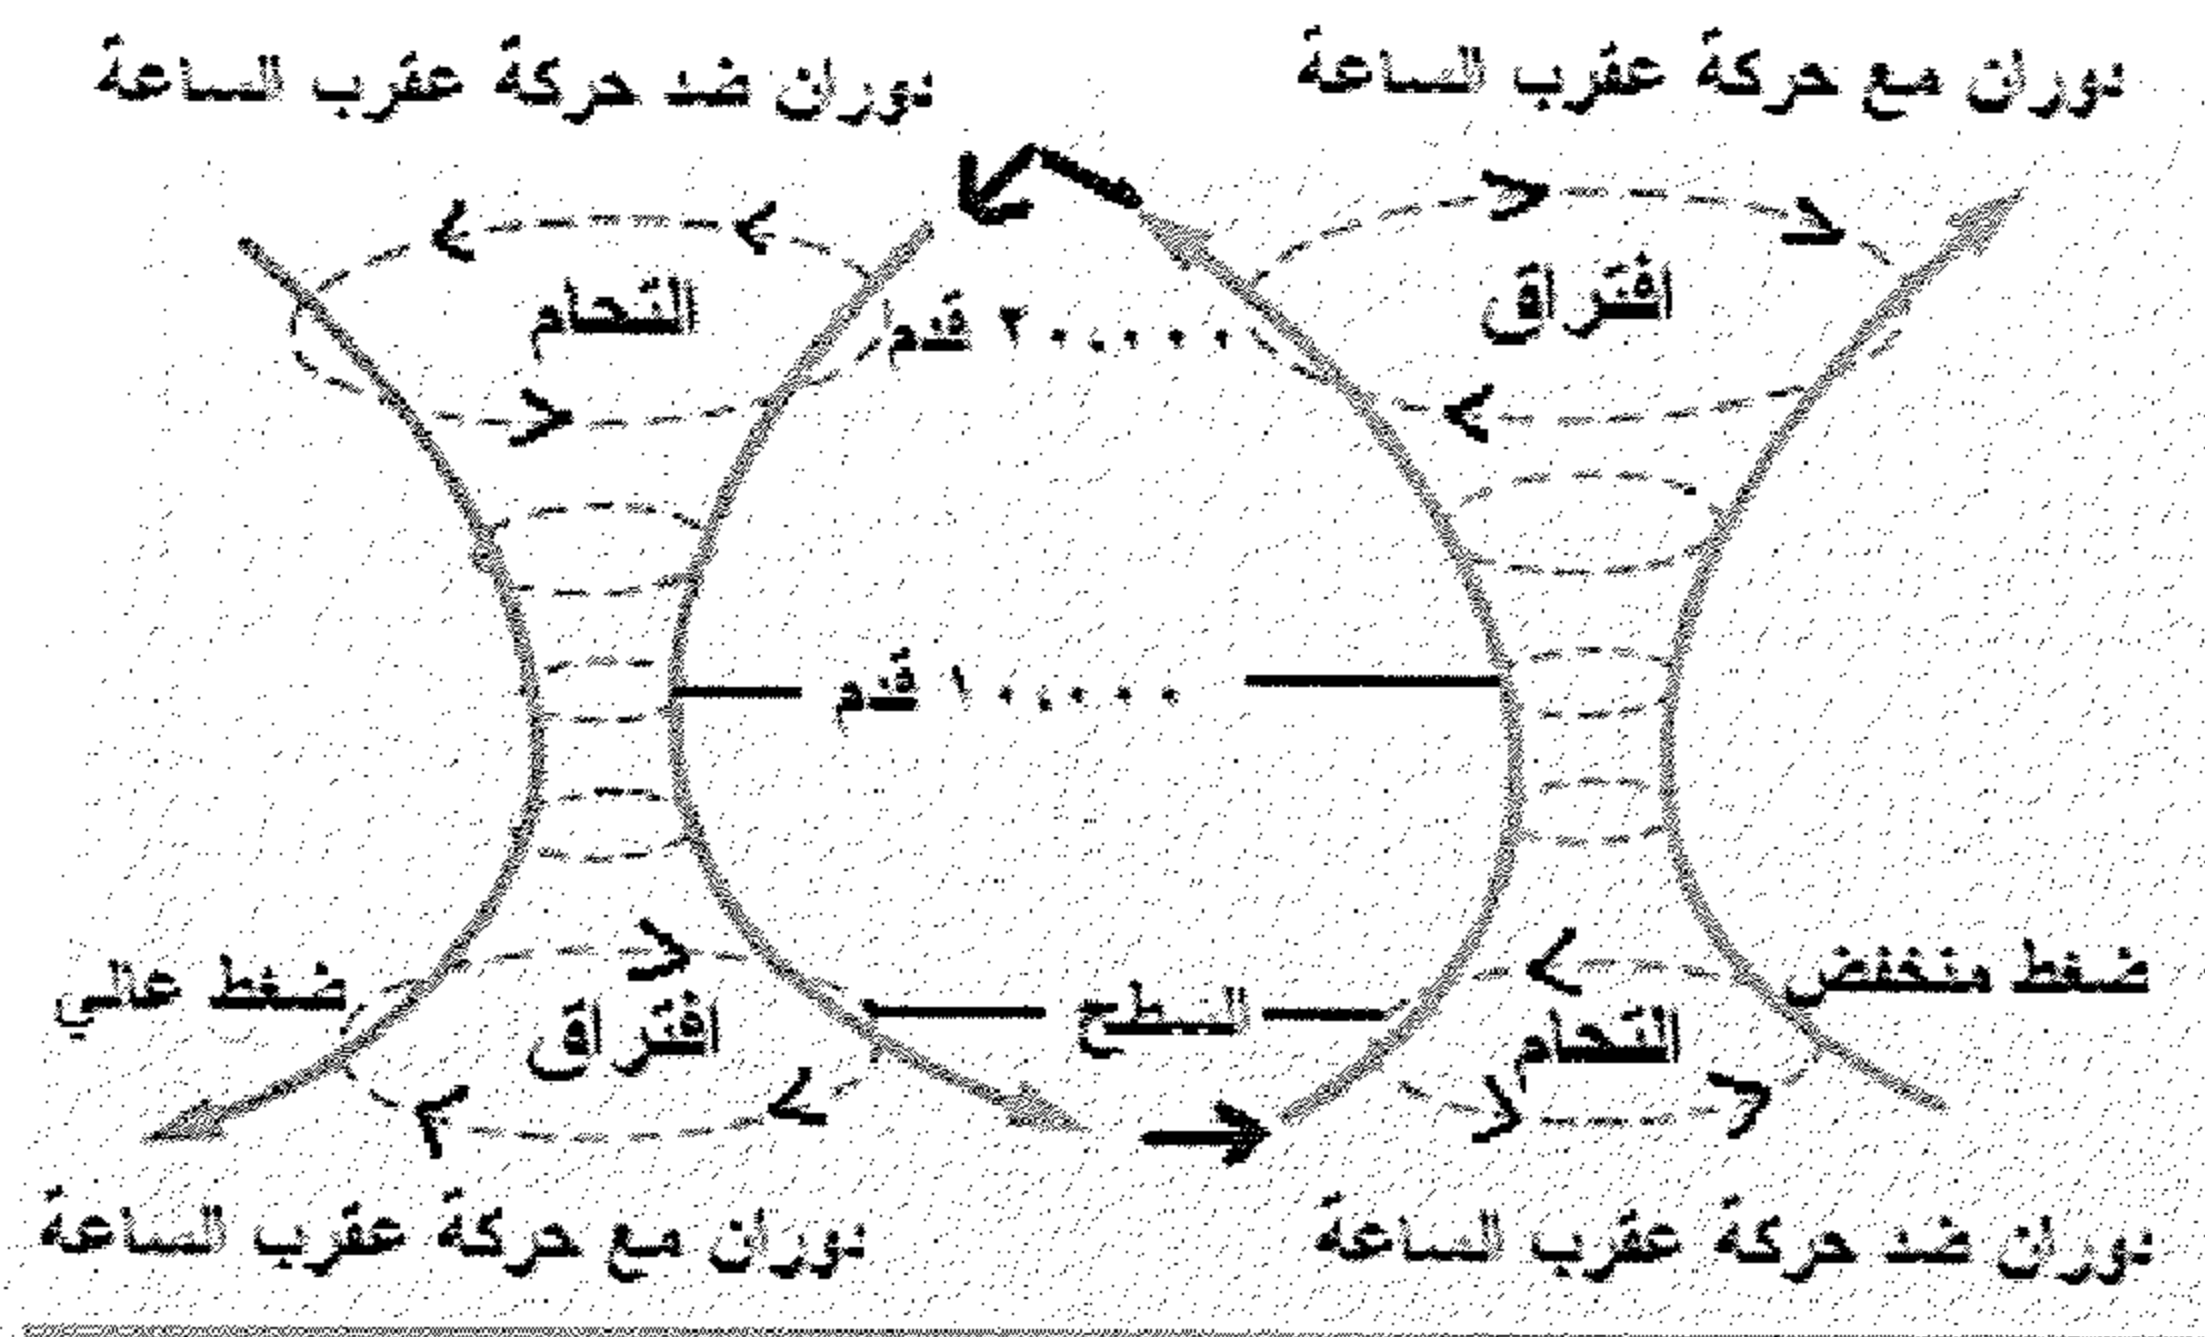 دوران مع حركة عقرب الساعة
دوران ضد حركة عقرب الساعة
افتراق
التحام
٢٠,٠٠٠ قدم
١٠,٠٠٠ قدم
ضغط منخفض
التحام
السطح
افتراق
ضغط عالي
دوران ضد حركة عقرب الساعة
دوران مع حركة عقرب الساعة